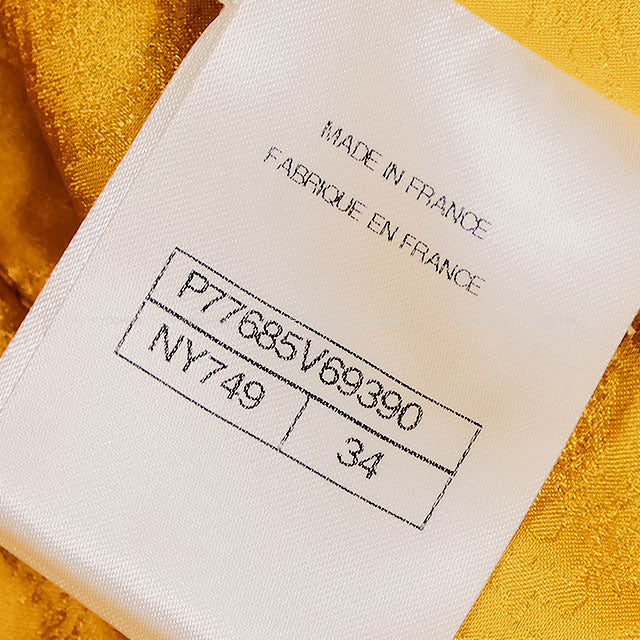 MADE IN FRANCE
FABRIQUE EN FRANCE
P77685V69390
NY749 34